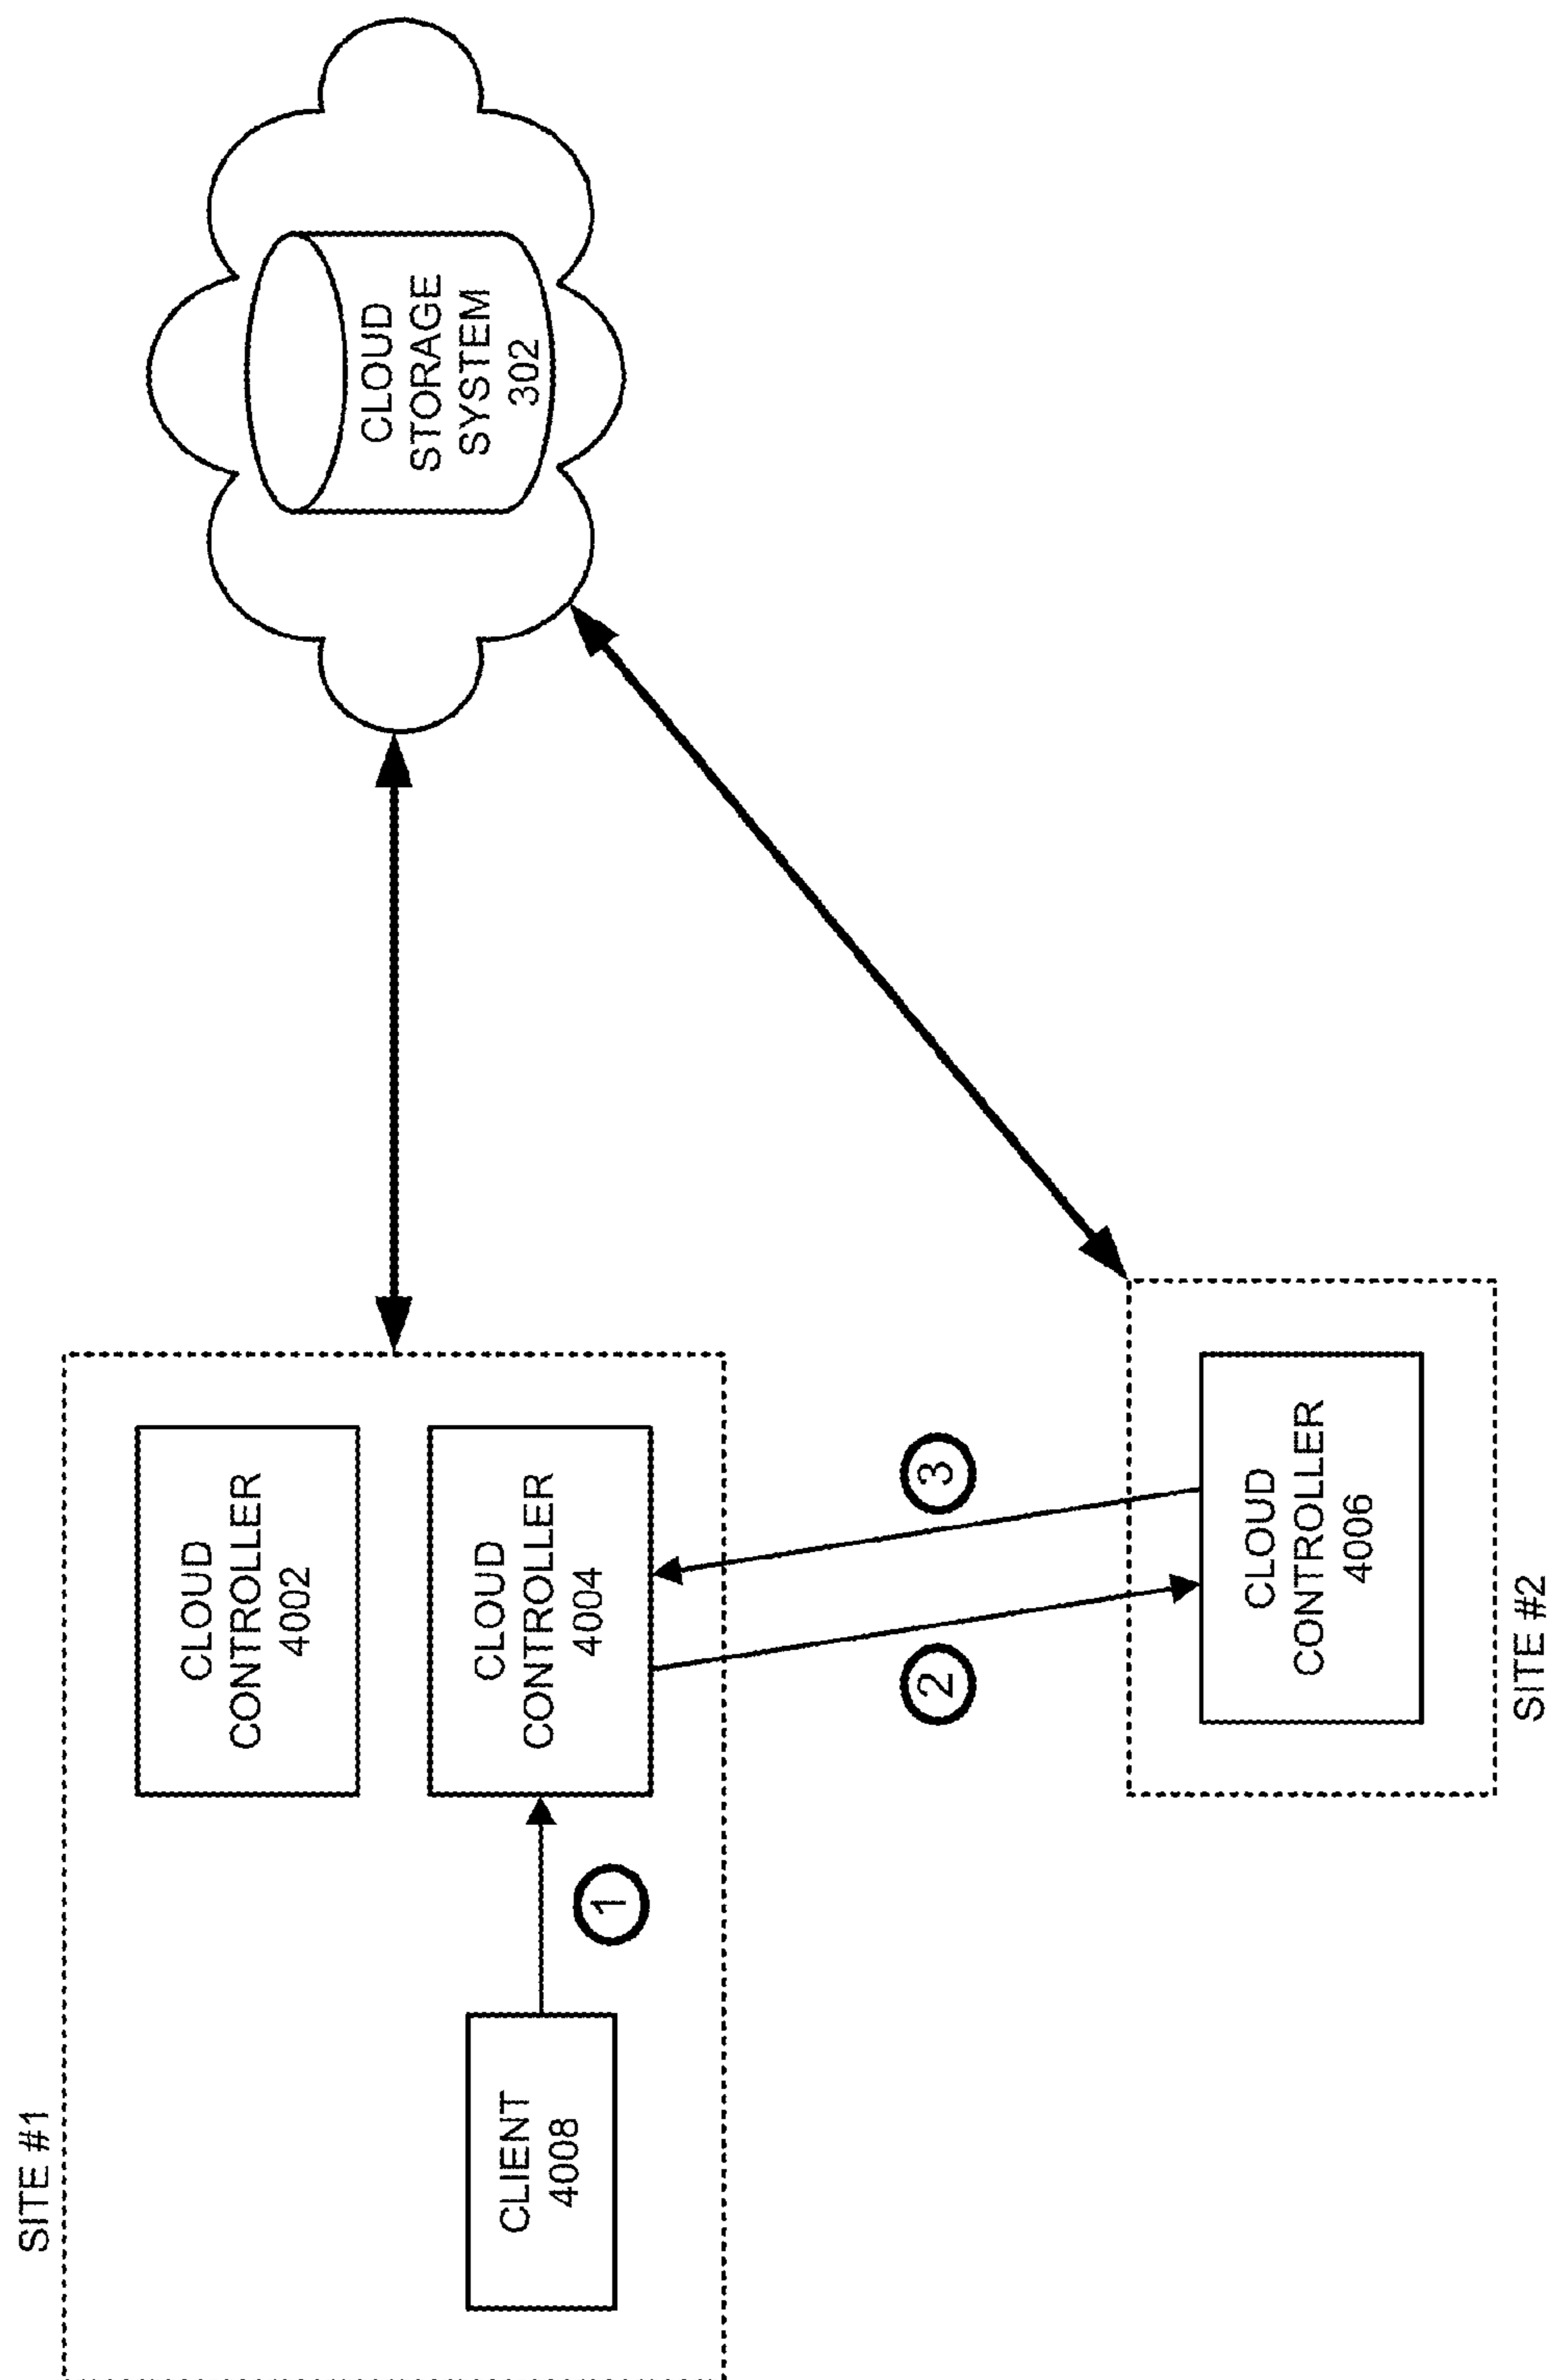 SITE #1
CLIENT
4008
1
CLOUD
CONTROLLER
4002
CLOUD
CONTROLLER
4004
2
3
CLOUD
CONTROLLER
4006
SITE #2
CLOUD
STORAGE
SYSTEM
302